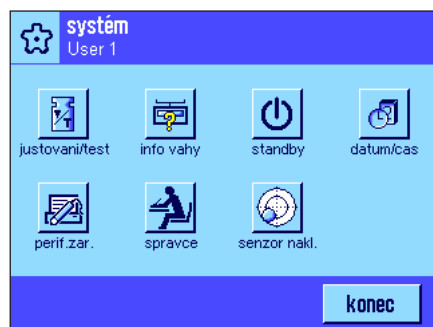 systém
User 1
justovani/test info vahy standby datum/cas
perif.zar. spravce senzor nakl.
konec